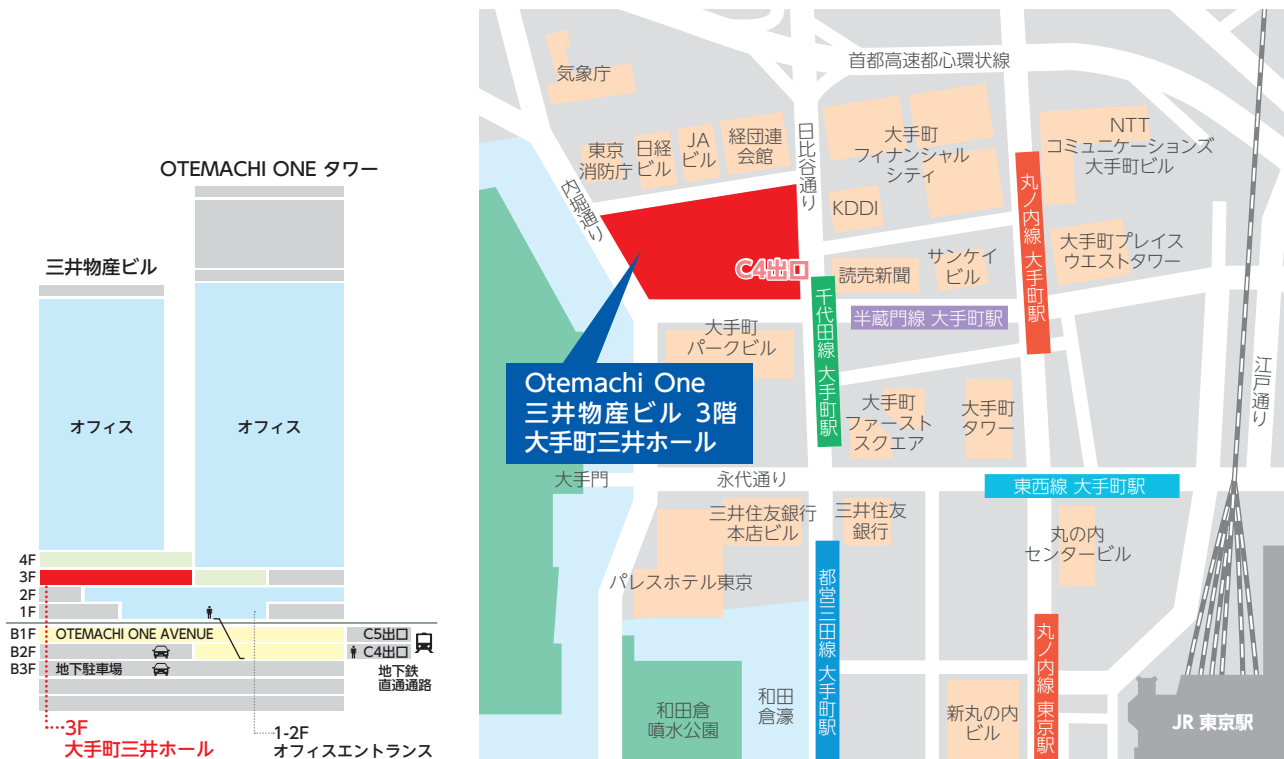 OTEMACHI ONE タワー
三井物産ビル
オフィス
オフィス
4F
3F
2F
1F
B1F
OTEMACHI ONE AVENUE
C5出口
B2F
C4出口
B3F
地下駐車場
地下鉄
直通通路
3F
大手町三井ホール
1-2F
オフィスエントランス
首都高速都心環状線
気象庁
東京
消防庁
日経
ビル
JA
ビル
経団連
会館
日比谷通り
大手町
フィナンシャル
シティ
NTT
コミュニケーションズ
大手町ビル
内堀通り
KDDI
丸ノ内線 大手町駅
大手町プレイス
ウエストタワー
サンケイ
ビル
C4出口
読売新聞
千代田線 大手町駅
半蔵門線 大手町駅
大手町
パークビル
江戸通り
Otemachi One
三井物産ビル 3階
大手町三井ホール
大手町
ファースト
スクエア
大手町
タワー
大手門
永代通り
東西線 大手町駅
三井住友銀行
本店ビル
三井住友
銀行
丸の内
センタービル
パレスホテル東京
都営三田線 大手町駅
丸ノ内線 東京駅
和田倉
噴水公園
和田
倉濠
新丸の内
ビル
JR 東京駅